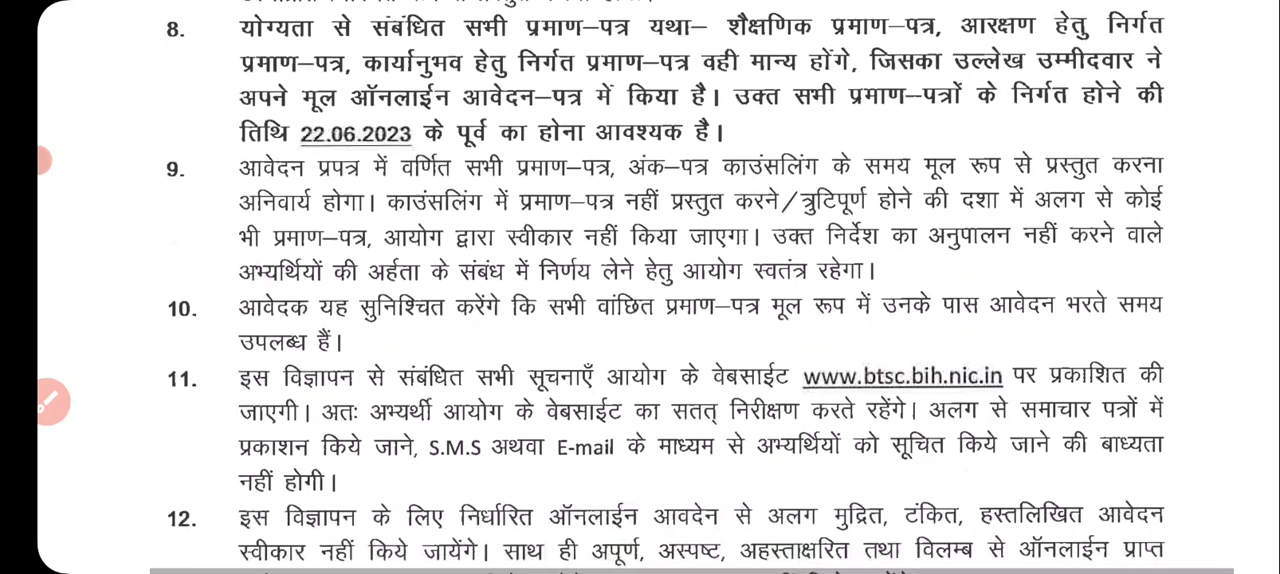 8. योग्यता से संबंधित सभी प्रमाण–पत्र यथा– शैक्षणिक प्रमाण–पत्र, आरक्षण हेतु निर्गत
प्रमाण–पत्र, कार्यानुभव हेतु निर्गत प्रमाण–पत्र वही मान्य होंगे, जिसका उल्लेख उम्मीदवार ने
अपने मूल ऑनलाईन आवेदन–पत्र में किया है। उक्त सभी प्रमाण–पत्रों के निर्गत होने की
तिथि 22.06.2023 के पूर्व का होना आवश्यक है।
9. आवेदन प्रपत्र में वर्णित सभी प्रमाण–पत्र, अंक–पत्र काउंसलिंग के समय मूल रूप से प्रस्तुत करना
अनिवार्य होगा। काउंसलिंग में प्रमाण–पत्र नहीं प्रस्तुत करने/त्रुटिपूर्ण होने की दशा में अलग से कोई
भी प्रमाण–पत्र, आयोग द्वारा स्वीकार नहीं किया जाएगा। उक्त निर्देश का अनुपालन नहीं करने वाले
अभ्यर्थियों की अर्हता के संबंध में निर्णय लेने हेतु आयोग स्वतंत्र रहेगा।
10. आवेदक यह सुनिश्चित करेंगे कि सभी वांछित प्रमाण–पत्र मूल रूप में उनके पास आवेदन भरते समय
उपलब्ध हैं।
11. इस विज्ञापन से संबंधित सभी सूचनाएँ आयोग के वेबसाईट www.btsc.bih.nic.in पर प्रकाशित की
जाएगी। अतः अभ्यर्थी आयोग के वेबसाईट का सतत् निरीक्षण करते रहेंगे। अलग से समाचार पत्रों में
प्रकाशन किये जाने, S.M.S अथवा E-mail के माध्यम से अभ्यर्थियों को सूचित किये जाने की बाध्यता
नहीं होगी।
12. इस विज्ञापन के लिए निर्धारित ऑनलाईन आवदेन से अलग मुद्रित, टंकित, हस्तलिखित आवेदन
स्वीकार नहीं किये जायेंगे। साथ ही अपूर्ण, अस्पष्ट, अहस्ताक्षरित तथा विलम्ब से ऑनलाईन प्राप्त